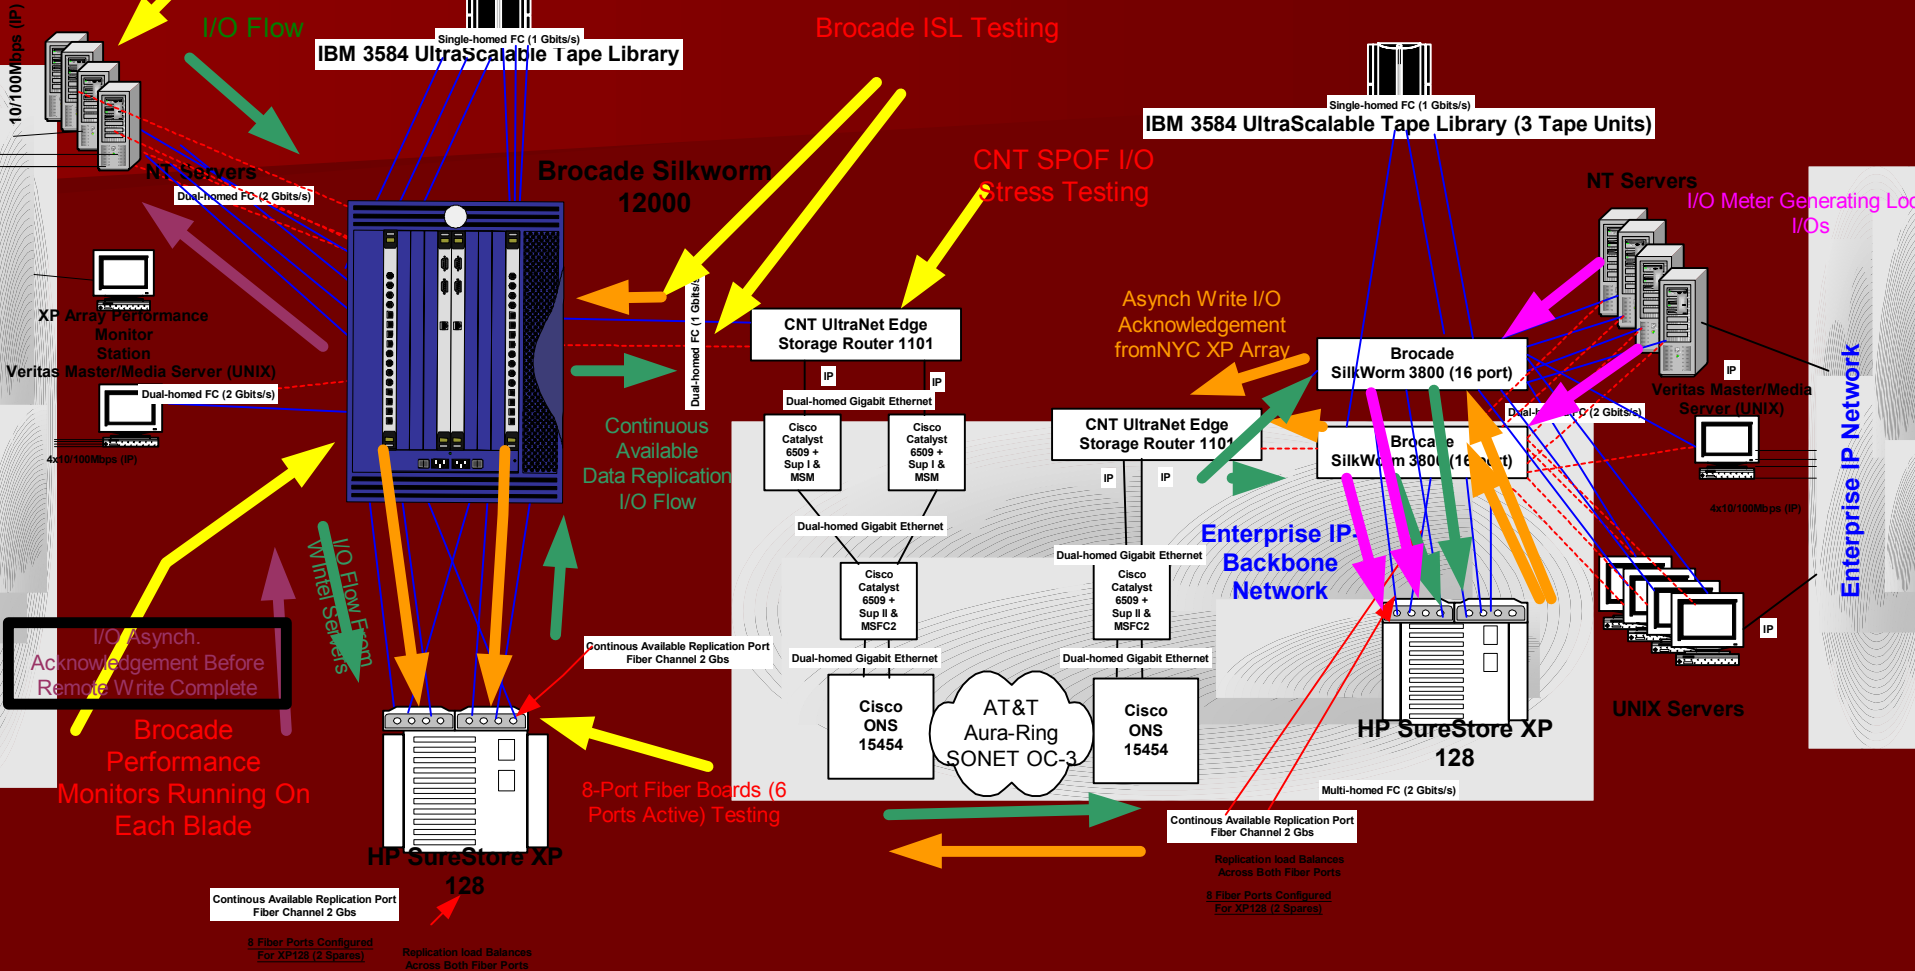 10/100Mbps (IP)
I/O Flow
Single-homed FC (1 Gbits/s)
IBM 3584 UltraScalable Tape Library
Brocade ISL Testing
Single-homed FC (1 Gbits/s)
IBM 3584 UltraScalable Tape Library (3 Tape Units)
NT Servers
Dual-homed FC (2 Gbits/s)
Brocade Silkworm
12000
CNT SPOF I/O
Stress Testing
NT Servers
I/O Meter Generating Loc
I/Os
XP Array Performance
Monitor
Station
Veritas Master/Media Server (UNIX)
Dual-homed FC (2 Gbits/s)
4x10/100Mbps (IP)
Dual-homed FC (1 Gbits/s)
CNT UltraNet Edge
Storage Router 1101
IP
IP
Dual-homed Gigabit Ethernet
Cisco
Catalyst
6509 +
Sup I &
MSM
Cisco
Catalyst
6509 +
Sup I &
MSM
Continuous
Available
Data Replication
I/O Flow
Dual-homed Gigabit Ethernet
Cisco
Catalyst
6509 +
Sup II &
MSFC2
Dual-homed Gigabit Ethernet
Cisco
ONS
15454
AT&T
Aura-Ring
SONET OC-3
Asynch Write I/O
Acknowledgement
fromNYC XP Array
Brocade
SilkWorm 3800 (16 port)
Brocade
SilkWorm 3800 (16 port)
CNT UltraNet Edge
Storage Router 1101
IP
IP
Dual-homed Gigabit Ethernet
Cisco
Catalyst
6509 +
Sup II &
MSFC2
Dual-homed Gigabit Ethernet
Cisco
ONS
15454
Enterprise IP-
Backbone
Network
IP
Veritas Master/Media
Server (UNIX)
Dual-homed FC (2 Gbits/s)
4x10/100Mbps (IP)
Enterprise IP Network
IP
UNIX Servers
HP SureStore XP
128
Multi-homed FC (2 Gbits/s)
I/O Flow From
WIntel Servers
I/O Asynch.
Acknowledgement Before
Remote Write Complete
Brocade
Performance
Monitors Running On
Each Blade
Continous Available Replication Port
Fiber Channel 2 Gbs
8-Port Fiber Boards (6
Ports Active) Testing
HP SureStore XP
128
Continous Available Replication Port
Fiber Channel 2 Gbs
8 Fiber Ports Configured
For XP128 (2 Spares)
Replication load Balances
Across Both Fiber Ports
Continous Available Replication Port
Fiber Channel 2 Gbs
Replication load Balances
Across Both Fiber Ports
8 Fiber Ports Configured
For XP128 (2 Spares)